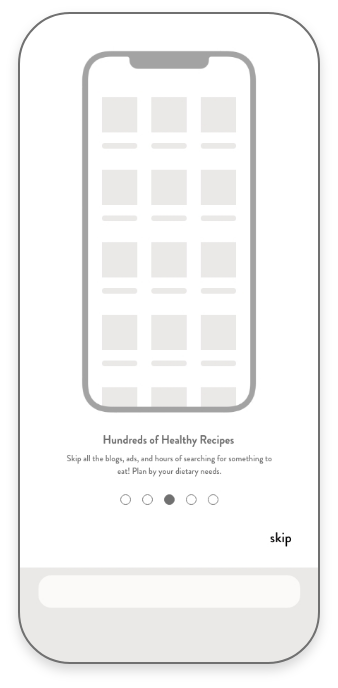 Hundreds of Healthy Recipes
Skip all the blogs, ads, and hours of searching for something to
eat! Plan by your dietary needs.
skip